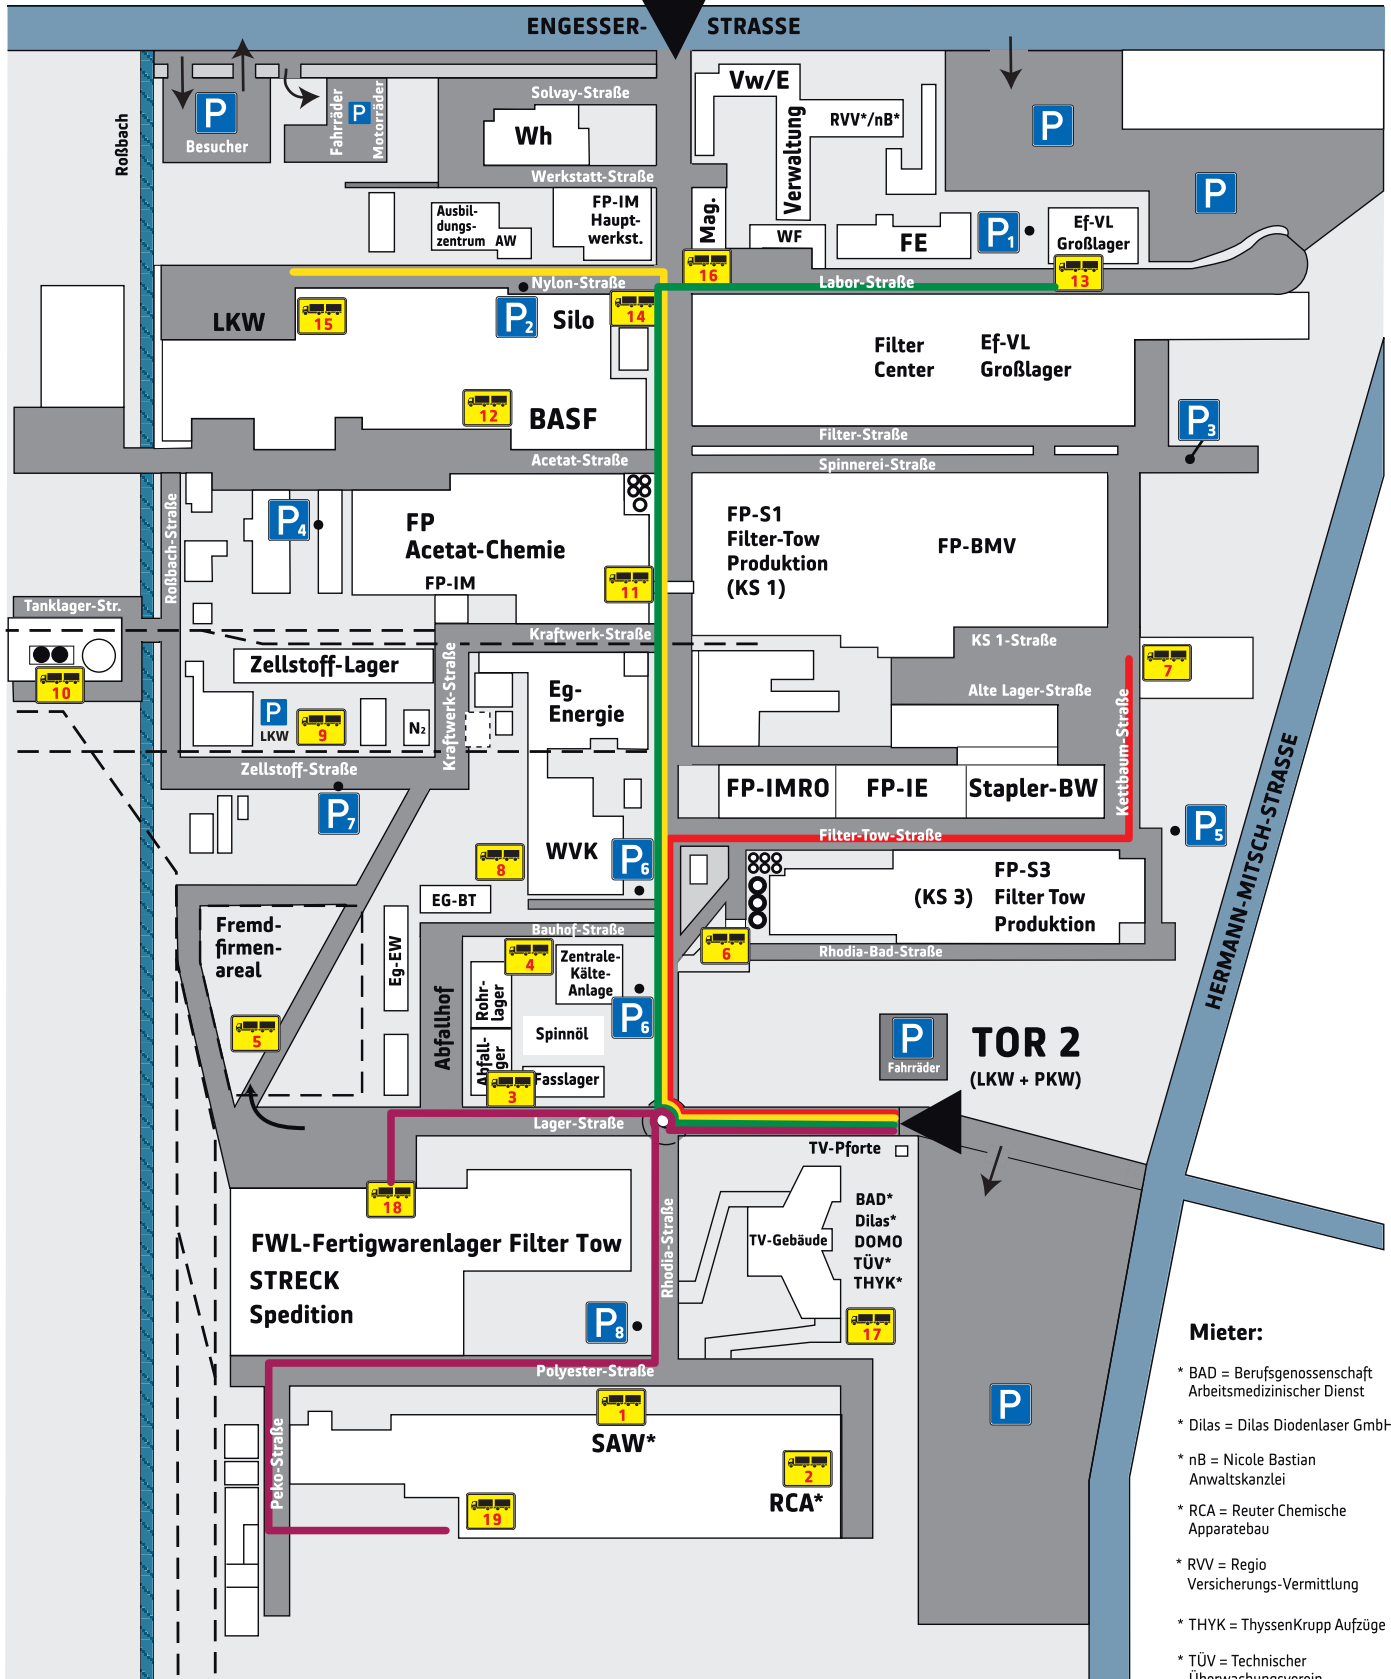 ENGESSER- STRASSE
Roßbach
P
Besucher
Fahrräder
P
Motorräder
Solvay-Straße
Wh
Werkstatt-Straße
Vw/E
Verwaltung
RVV*/nB*
P
P
Ausbil-
dungs-
zentrum AW
FP-IM
Haupt-
werkst.
Mag.
WF
FE
P1
Ef-VL
Großlager
16
13
Nylon-Straße
Labor-Straße
LKW
15
P2
Silo
14
12
BASF
Filter
Center
Ef-VL
Großlager
P3
Filter-Straße
Acetat-Straße
Spinnerei-Straße
Roßbach-Straße
P4
FP
Acetat-Chemie
FP-IM
11
FP-S1
Filter-Tow
Produktion
(KS 1)
FP-BMV
Tanklager-Str.
10
Kraftwerk-Straße
KS 1-Straße
7
Zellstoff-Lager
Kraftwerk-Straße
Eg-
Energie
Alte Lager-Straße
P
LKW
9
N2
Kettbaum-Straße
HERMANN-MITSCH-STRASSE
Zellstoff-Straße
P7
FP-IMRO
FP-IE
Stapler-BW
P5
Filter-Tow-Straße
8
WVK
P6
(KS 3)
FP-S3
Filter Tow
Produktion
EG-BT
Fremd-
firmen-
areal
Eg-EW
Bauhof-Straße
6
Rhodia-Bad-Straße
4
Zentrale-
Kälte-
Anlage
Rohr-
lager
P6
5
Abfallhof
Spinnöl
Abfall-
3
Fasslager
P
Fahrräder
TOR 2
(LKW + PKW)
Lager-Straße
TV-Pforte
18
FWL-Fertigwarenlager Filter Tow
STRECK
Spedition
Rhodia-Straße
TV-Gebäude
BAD*
Dilas*
DOMO
TÜV*
THYK*
17
P8
Polyester-Straße
1
SAW*
2
RCA*
19
Peko-Straße
P
Mieter:
* BAD = Berufsgenossenschaft
Arbeitsmedizinischer Dienst
* Dilas = Dilas Diodenlaser GmbH
* nB = Nicole Bastian
Anwaltskanzlei
* RCA = Reuter Chemische
Apparatebau
* RVV = Regio
Versicherungs-Vermittlung
* THYK = ThyssenKrupp Aufzüge
* TÜV = Technischer
Überwachungsverein